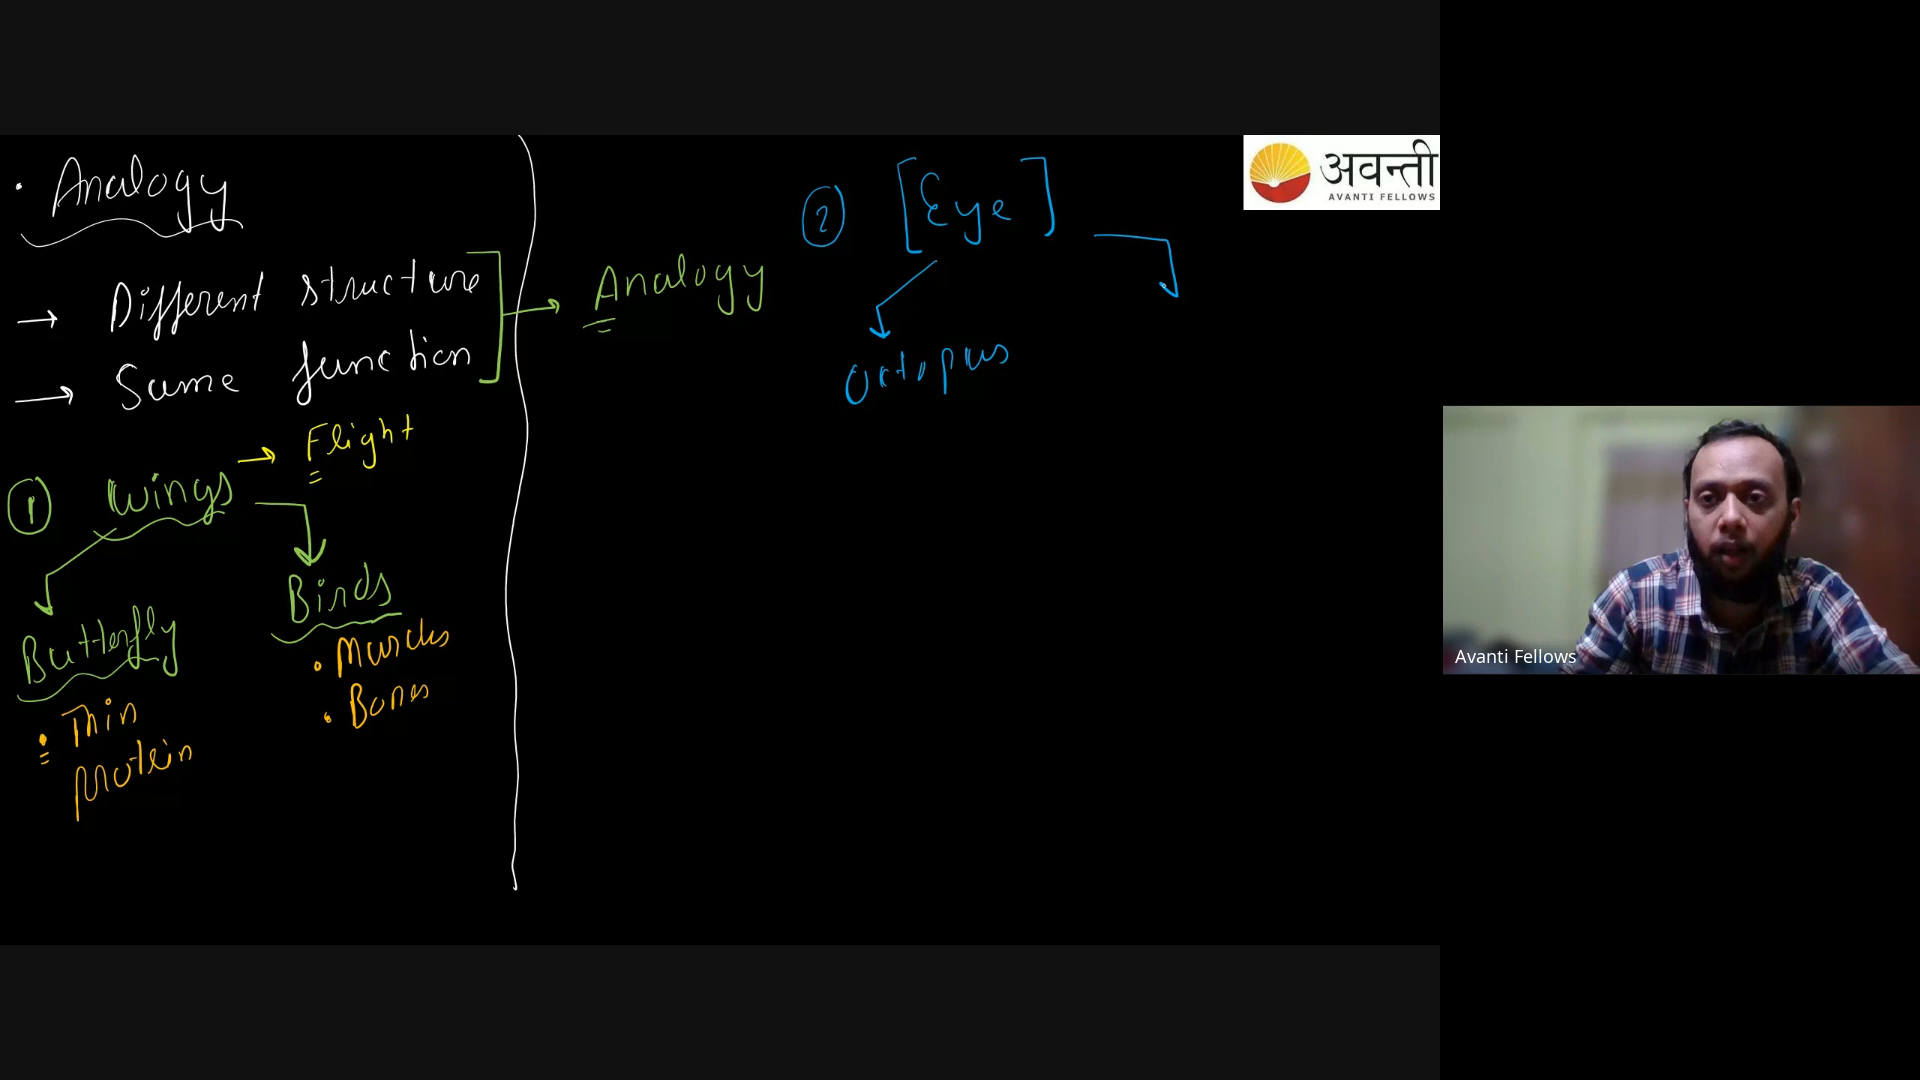 · Analogy
→ Different structure
→ Same function
→ Analogy
① Wings → Flight
Butterfly
• Thin
protein
Birds
• Muscles
• Bones
② [Eye]
Octopus
अवन्ती
AVANTI FELLOWS
Avanti Fellows